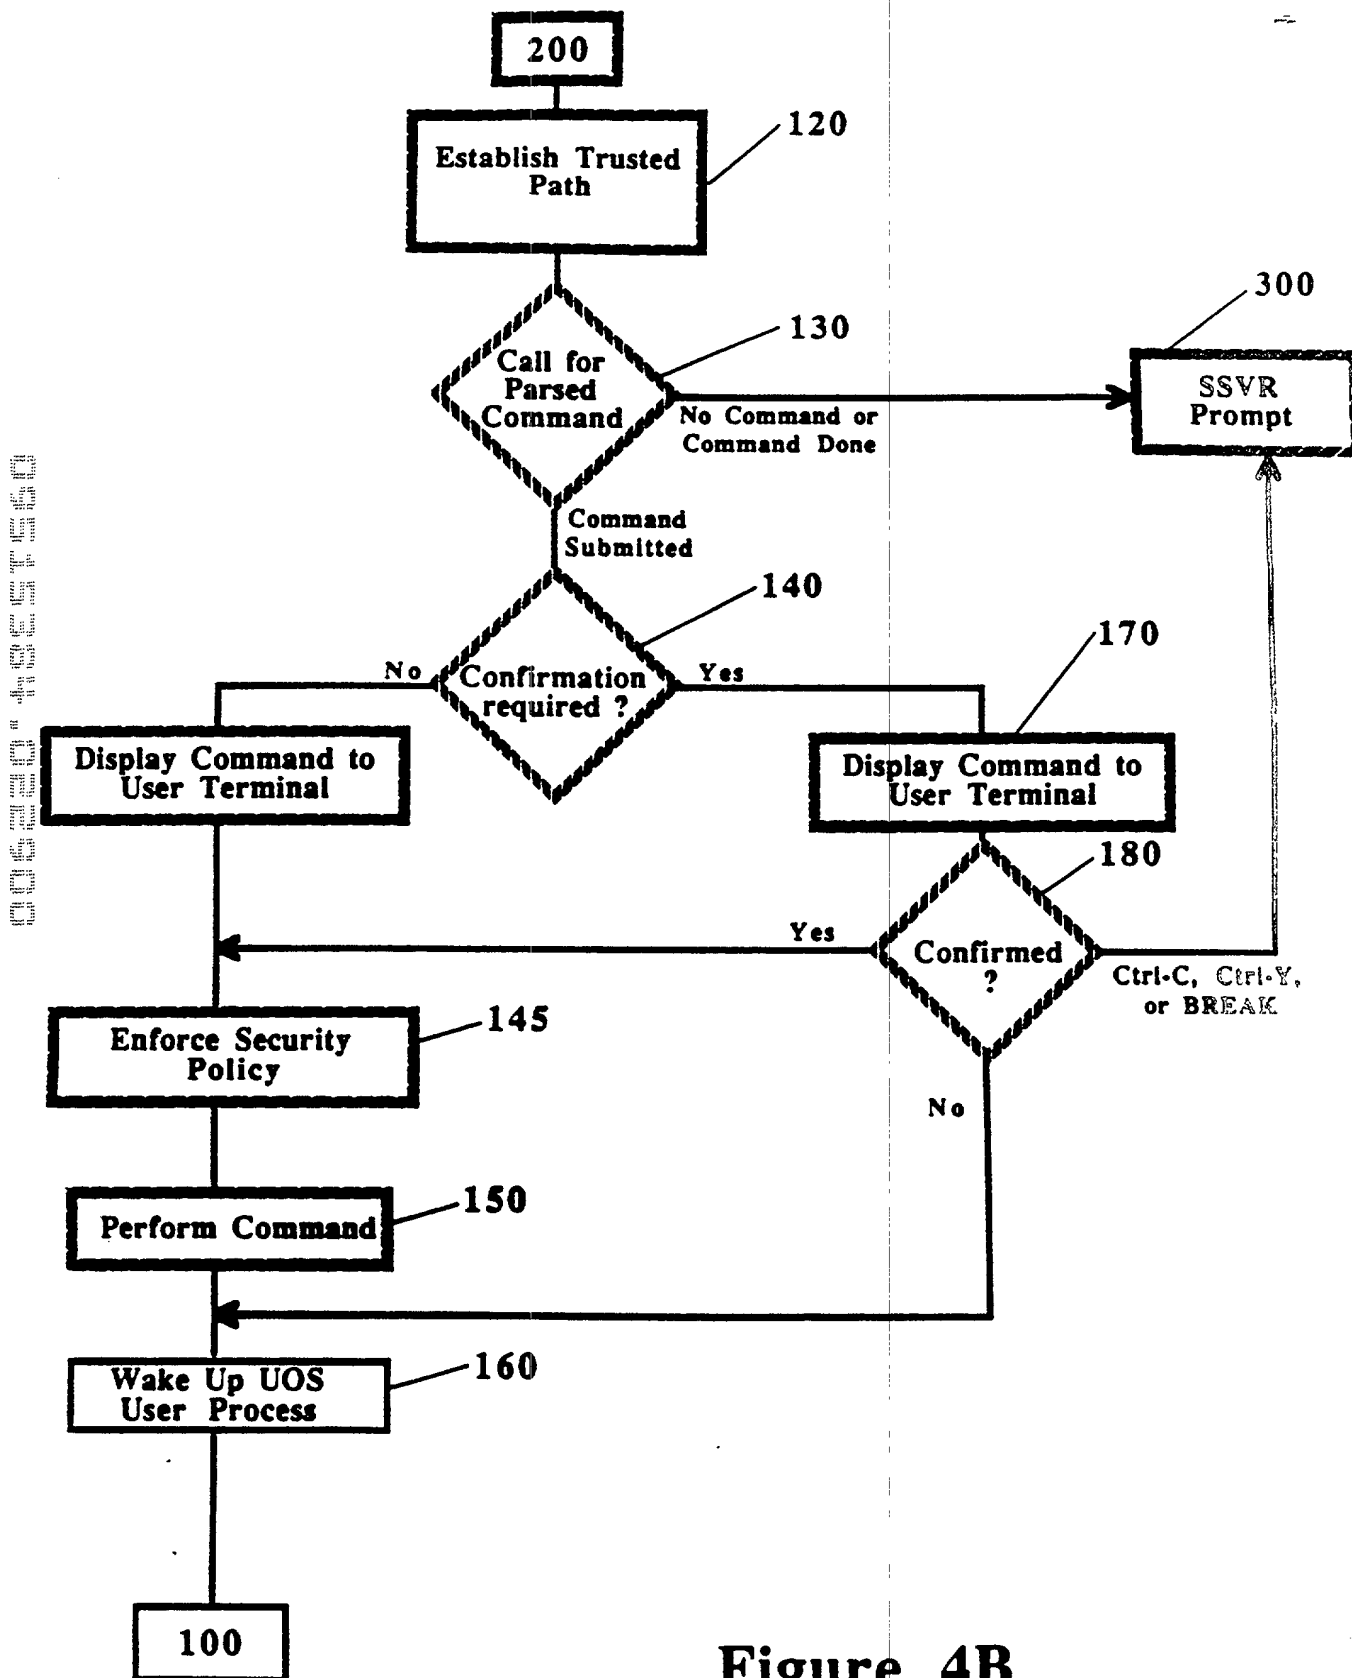 200
120
Establish Trusted
Path
300
130
Call for
Parsed
Command
SSVR
Prompt
No Command or
Command Done
Command
Submitted
140
170
No
Confirmation
required ?
Yes
Display Command to
User Terminal
Display Command to
User Terminal
180
Yes
Confirmed
?
Ctrl-C, Ctrl-Y,
or BREAK
145
Enforce Security
Policy
No
150
Perform Command
160
Wake Up UOS
User Process
100
Figure 4B